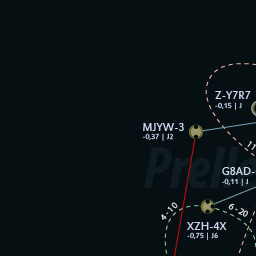 Z-Y7R7
-0,15 | J
MJYW-3
-0,37 | J2
G8AD-
-0,11 | J
4-10
6-20
XZH-4X
-0,75 | J6